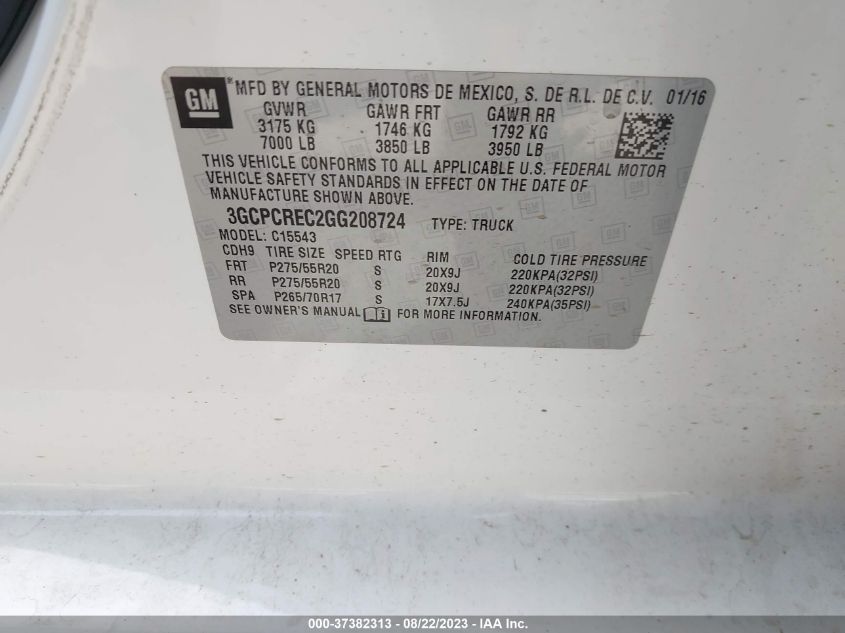 GM ®MFD BY GENERAL MOTORS DE MEXICO, S. DE R.L. DE C.V. 01/16
GVWR GAWR FRT GAWR RR
3175 KG 1746 KG 1792 KG
7000 LB 3850 LB 3950 LB
THIS VEHICLE CONFORMS TO ALL APPLICABLE U.S. FEDERAL MOTOR
VEHICLE SAFETY STANDARDS IN EFFECT ON THE DATE OF
MANUFACTURE SHOWN ABOVE.
3GCPCREC2GG208724 TYPE: TRUCK
MODEL: C15543
CDH9 TIRE SIZE SPEED RTG RIM COLD TIRE PRESSURE
FRT P275/55R20 S 20X9J 220KPA(32PSI)
RR P275/55R20 S 20X9J 220KPA(32PSI)
SPA P265/70R17 S 17X7.5J 240KPA(35PSI)
SEE OWNER'S MANUAL FOR MORE INFORMATION.
000-37382313 - 08/22/2023 - © IAA Inc.